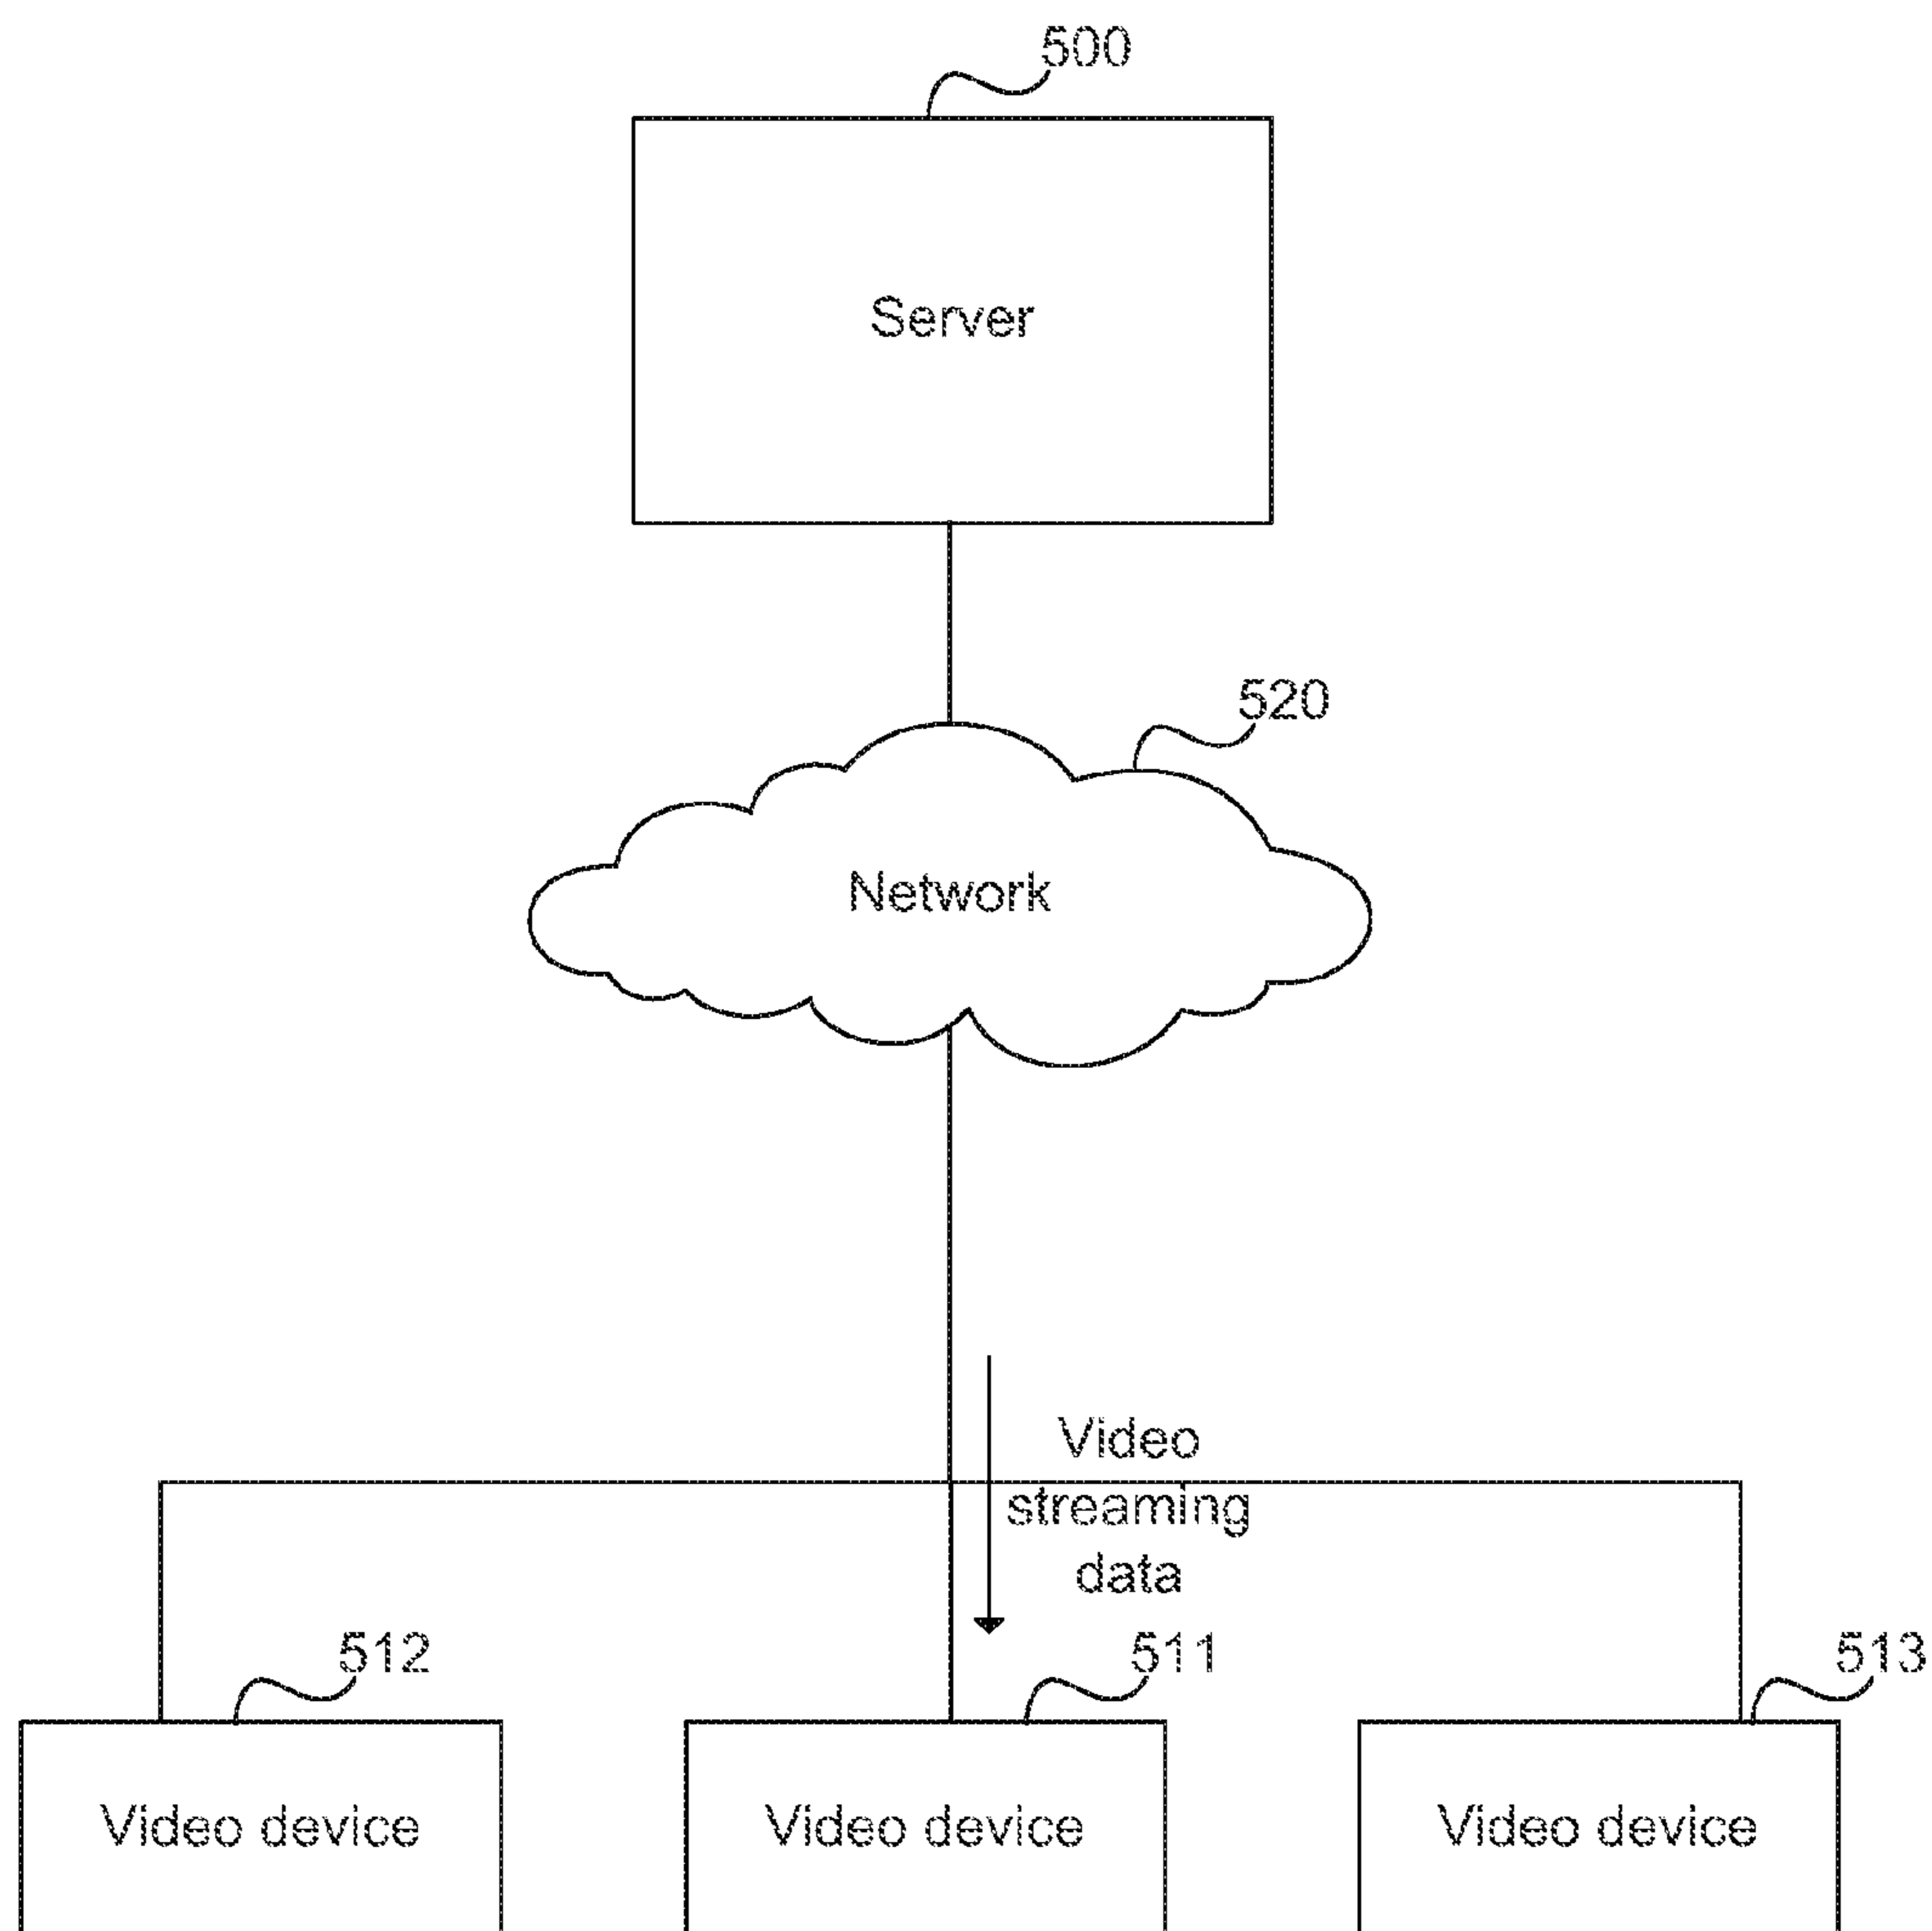 500
Server
520
Network
Video
streaming
data
512
511
513
Video device
Video device
Video device